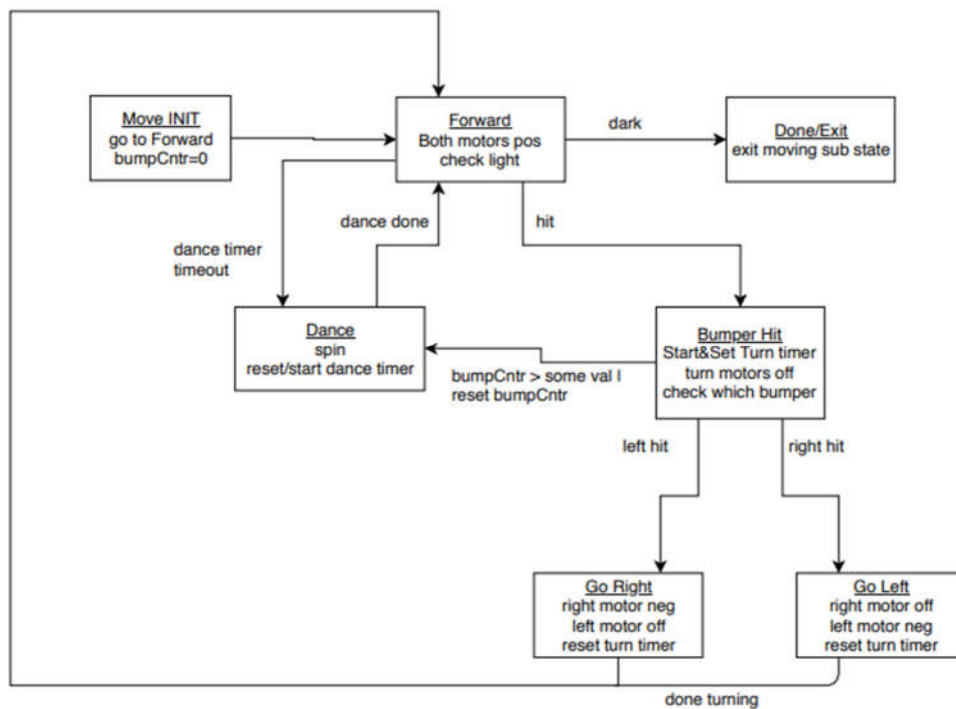 Move INIT
go to Forward
bumpCntr=0
Forward
Both motors pos
check light
dark
Done/Exit
exit moving sub state
dance timer
timeout
dance done
hit
Dance
spin
reset/start dance timer
bumpCntr > some val |
reset bumpCntr
Bumper Hit
Start&Set Turn timer
turn motors off
check which bumper
left hit
right hit
Go Right
right motor neg
left motor off
reset turn timer
Go Left
right motor off
left motor neg
reset turn timer
done turning